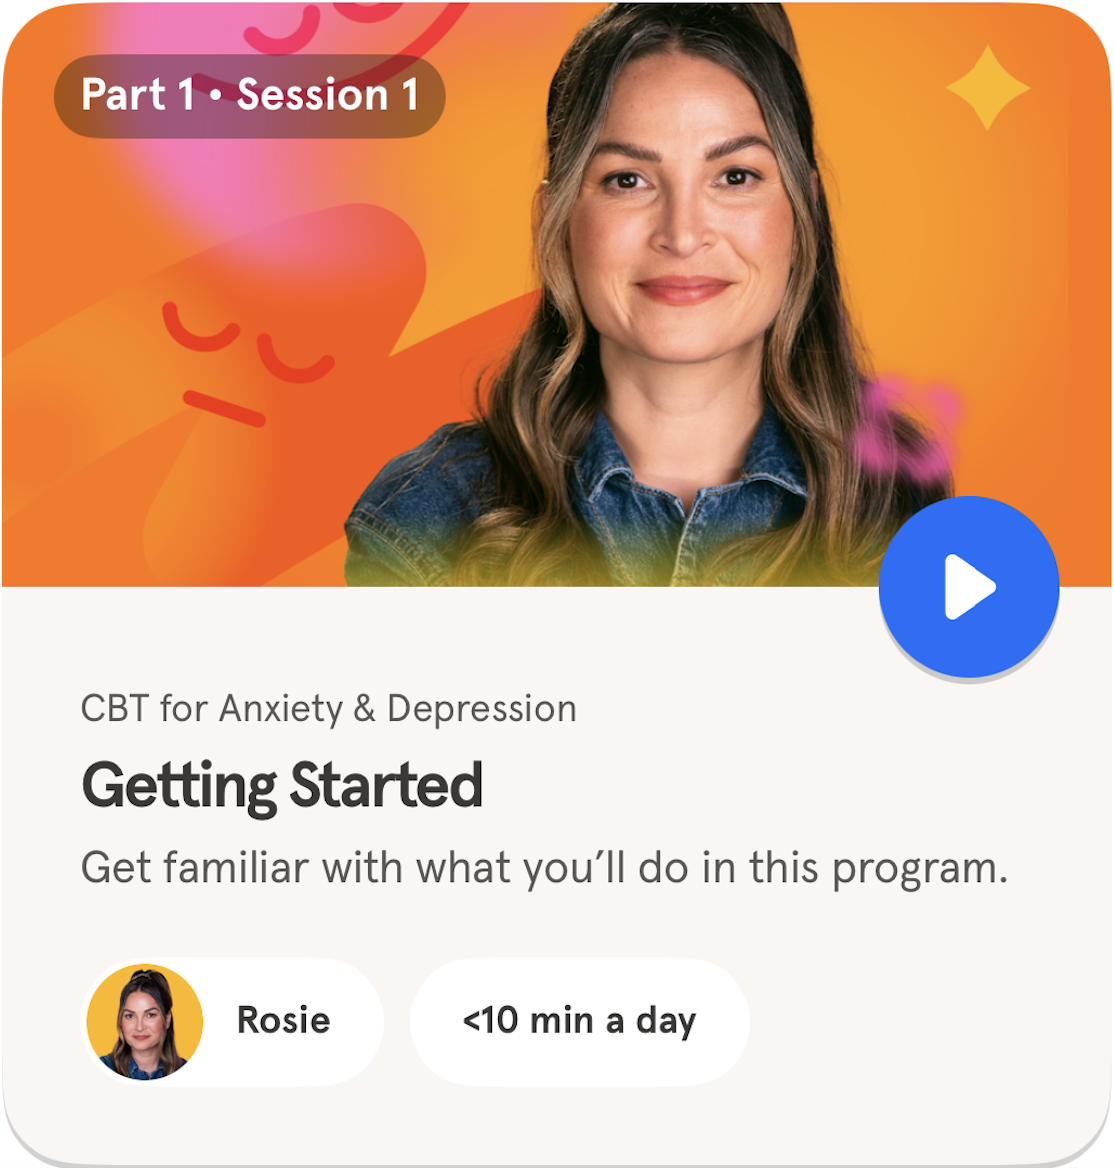 Part 1 • Session 1
CBT for Anxiety & Depression
Getting Started
Get familiar with what you’ll do in this program.
Rosie
<10 min a day